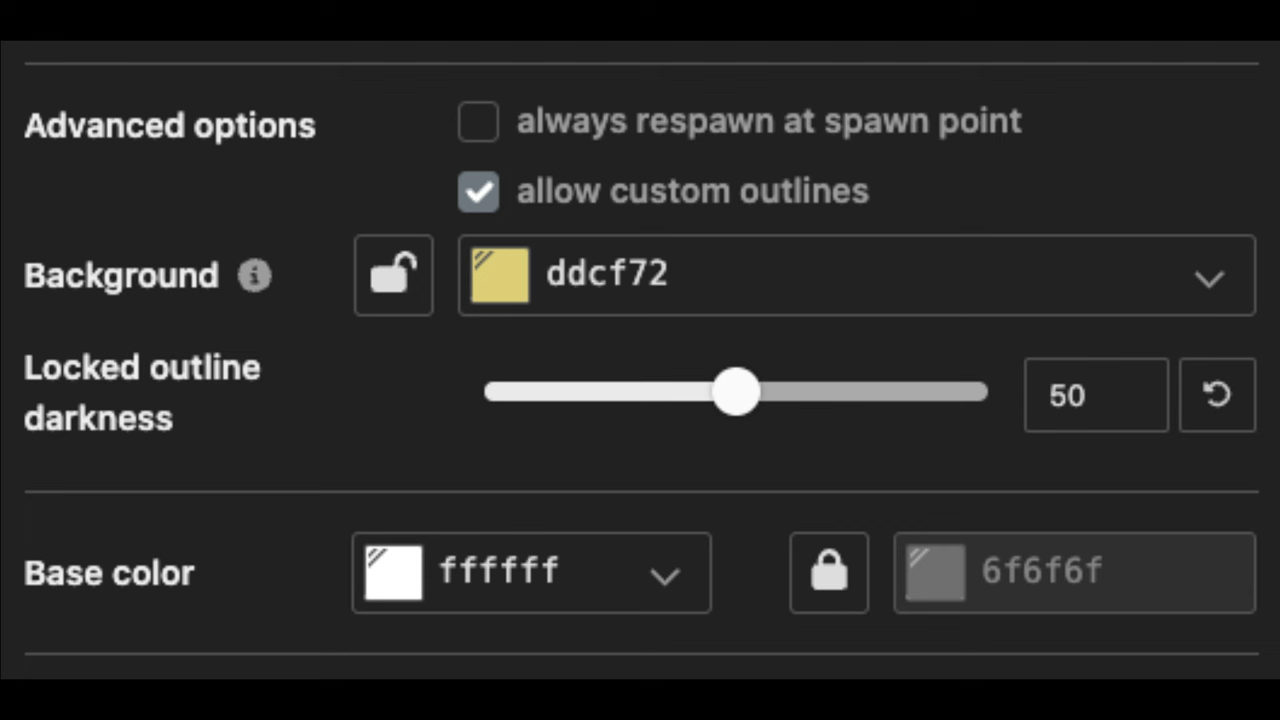 Advanced options
always respawn at spawn point
allow custom outlines
Background
ddcf72
Locked outline
darkness
50
Base color
ffffff
6f6f6f